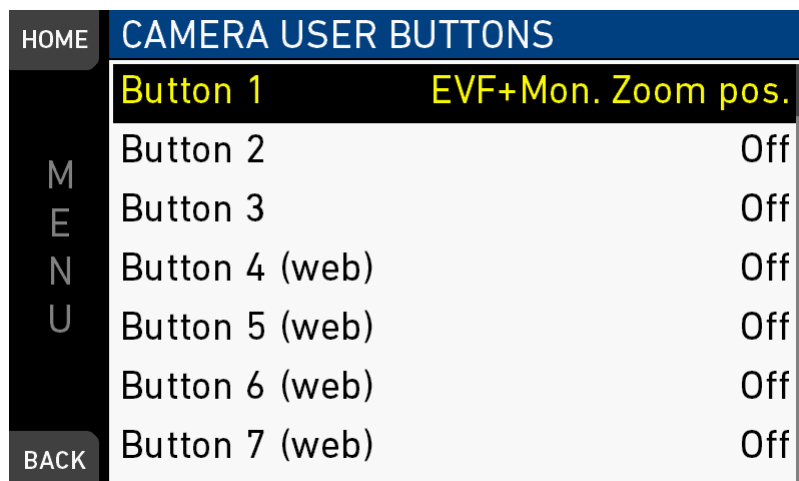 HOME
CAMERA USER BUTTONS
Button 1 EVF+Mon. Zoom pos.
Button 2 Off
Button 3 Off
Button 4 (web) Off
Button 5 (web) Off
Button 6 (web) Off
Button 7 (web) Off
MENU
BACK